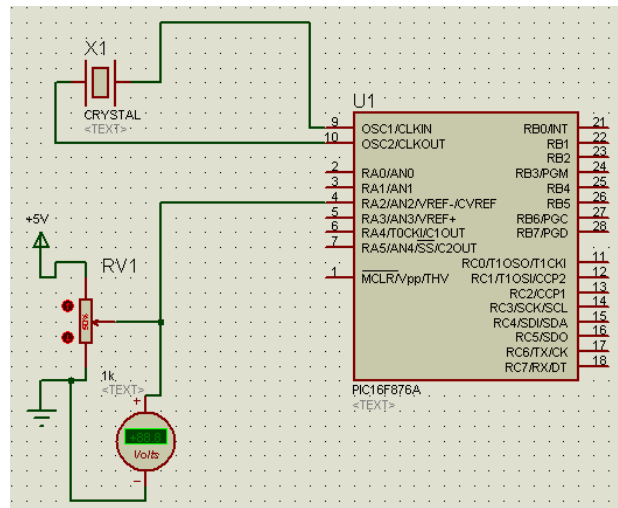 X1
CRYSTAL
<TEXT>
U1
9 OSC1/CLKIN
10 OSC2/CLKOUT
2 RA0/AN0
3 RA1/AN1
4 RA2/AN2/VREF-/CVREF
5 RA3/AN3/VREF+
6 RA4/T0CKI/C1OUT
7 RA5/AN4/SS/C2OUT
1 MCLR/Vpp/THV
RB0/INT 21
RB1 22
RB2 23
RB3/PGM 24
RB4 25
RB5 26
RB6/PGC 27
RB7/PGD 28
RC0/T1OSO/T1CKI 11
RC1/T1OSI/CCP2 12
RC2/CCP1 13
RC3/SCK/SCL 14
RC4/SDI/SDA 15
RC5/SDO 16
RC6/TX/CK 17
RC7/RX/DT 18
PIC16F876A
<TEXT>
+5V
RV1
50%
1k
<TEXT>
+
+88.8
Volts
-